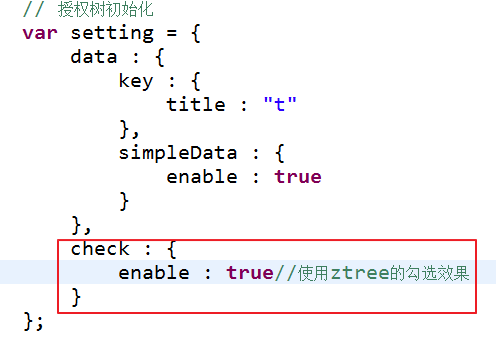 // 授权树初始化
var setting = {
data : {
key : {
title : "t"
},
simpleData : {
enable : true
}
},
check : {
enable : true//使用ztree的勾选效果
}
};